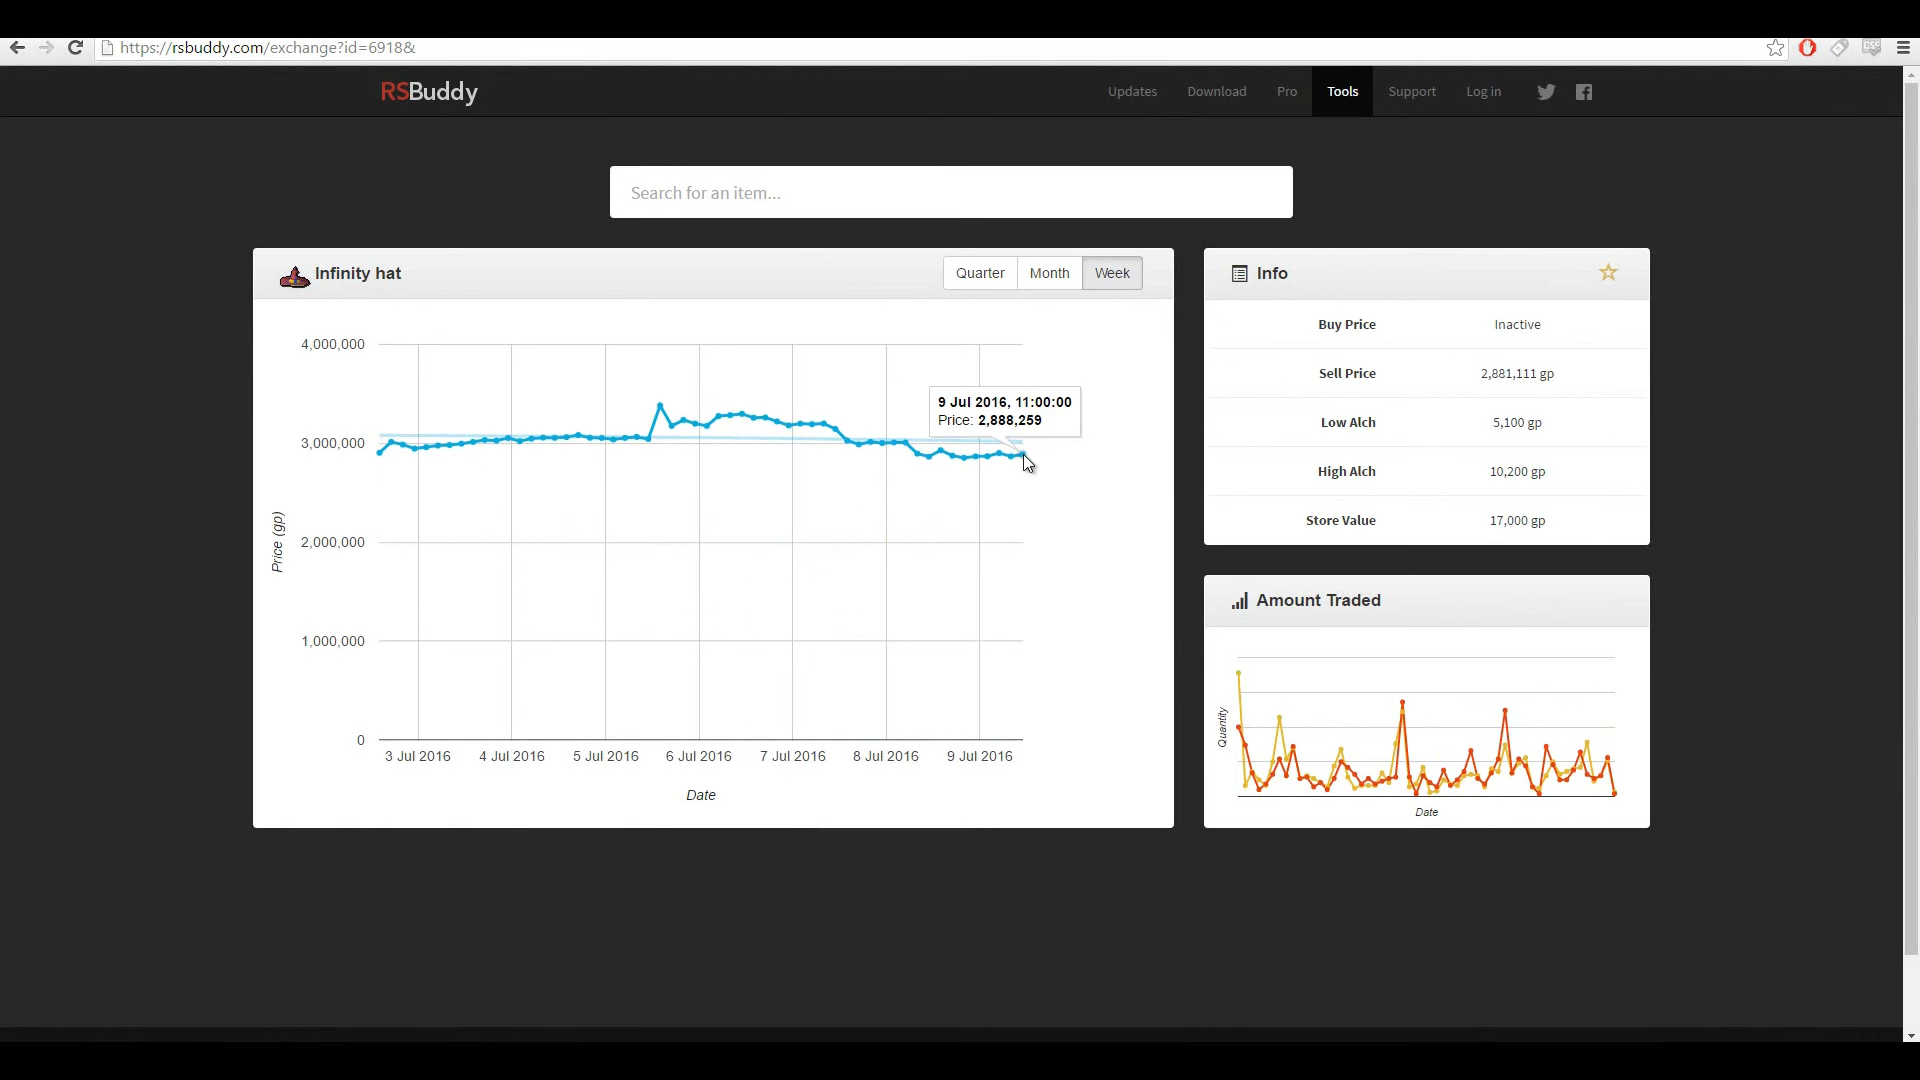 https://rsbuddy.com/exchange?id=6918&
RSBuddy
Updates Download Pro Tools Support Log in
Search for an item...
Infinity hat
Quarter Month Week
4,000,000
3,000,000
2,000,000
1,000,000
0
Price (gp)
9 Jul 2016, 11:00:00
Price: 2,888,259
3 Jul 2016 4 Jul 2016 5 Jul 2016 6 Jul 2016 7 Jul 2016 8 Jul 2016 9 Jul 2016
Date
Info
Buy Price Inactive
Sell Price 2,881,111 gp
Low Alch 5,100 gp
High Alch 10,200 gp
Store Value 17,000 gp
Amount Traded
Quantity
Date